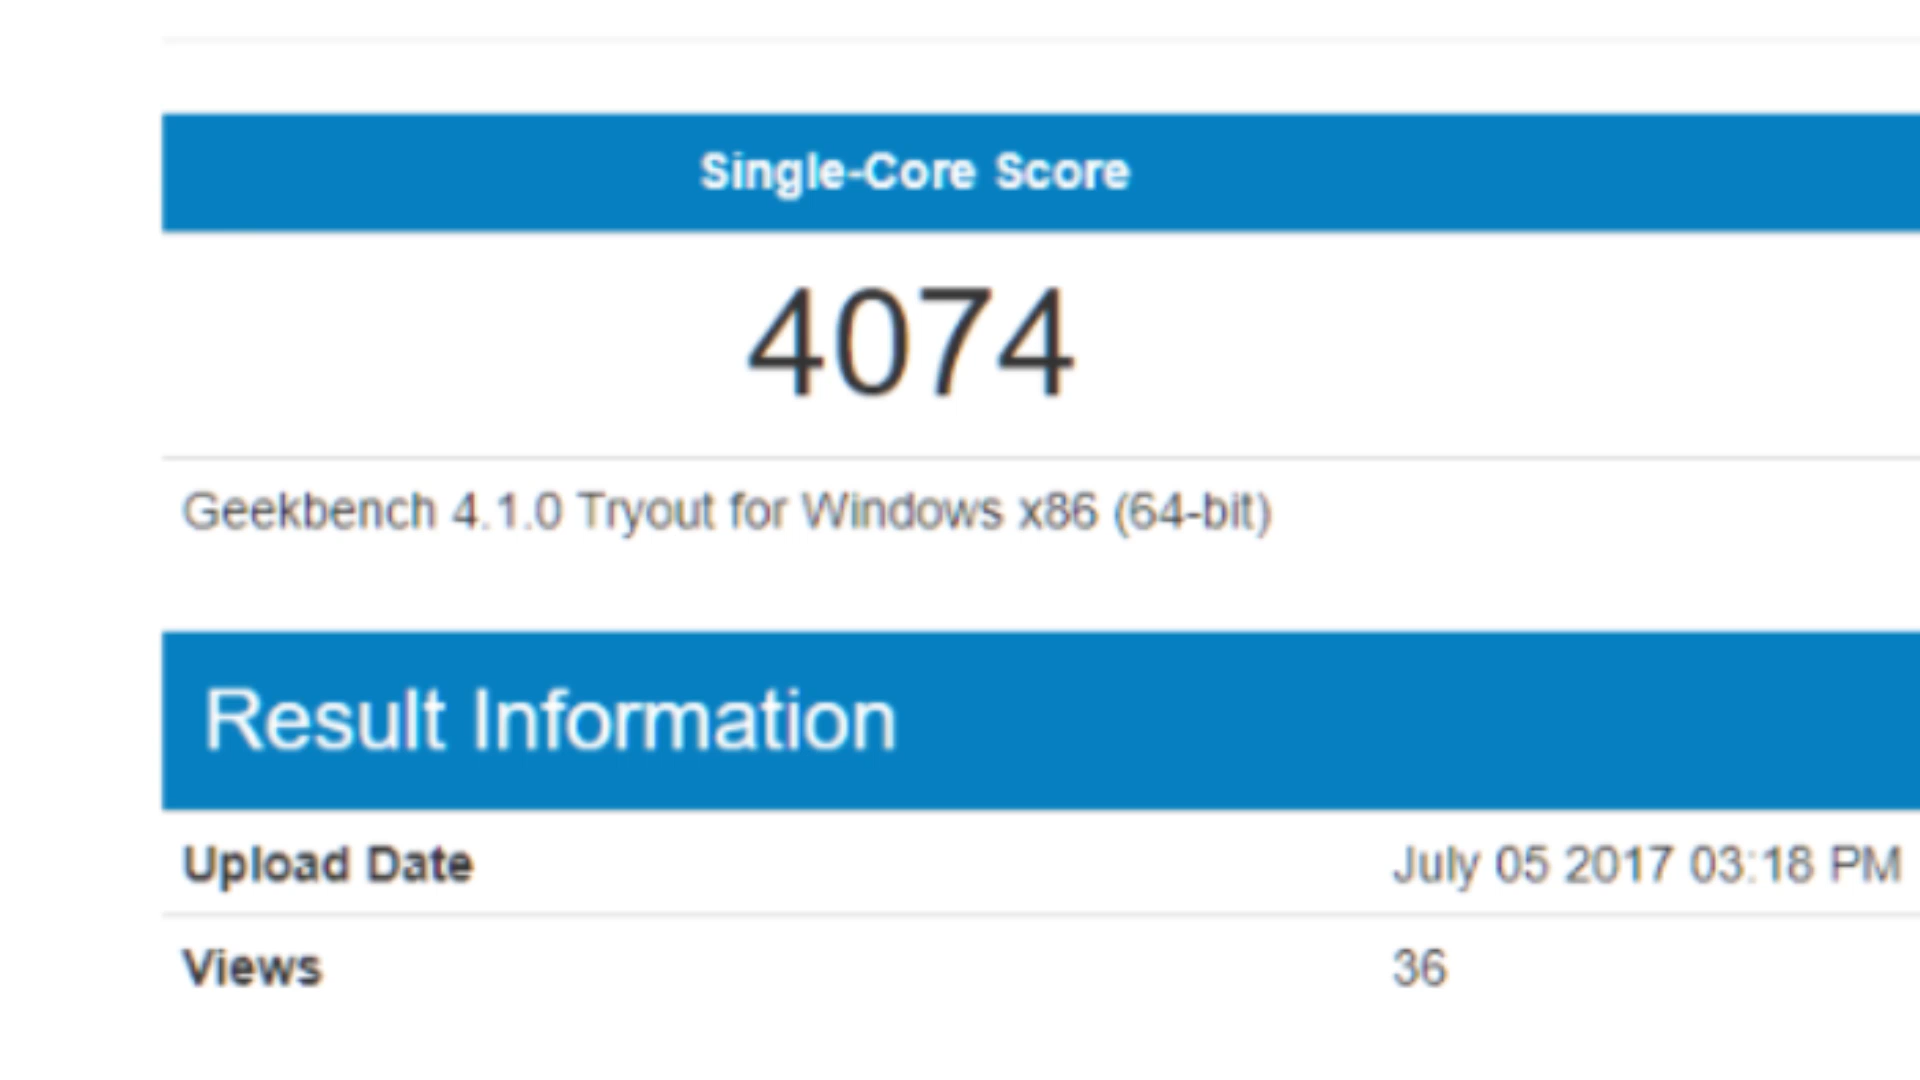 Single-Core Score
4074
Geekbench 4.1.0 Tryout for Windows x86 (64-bit)
Result Information
Upload Date July 05 2017 03:18 PM
Views 36